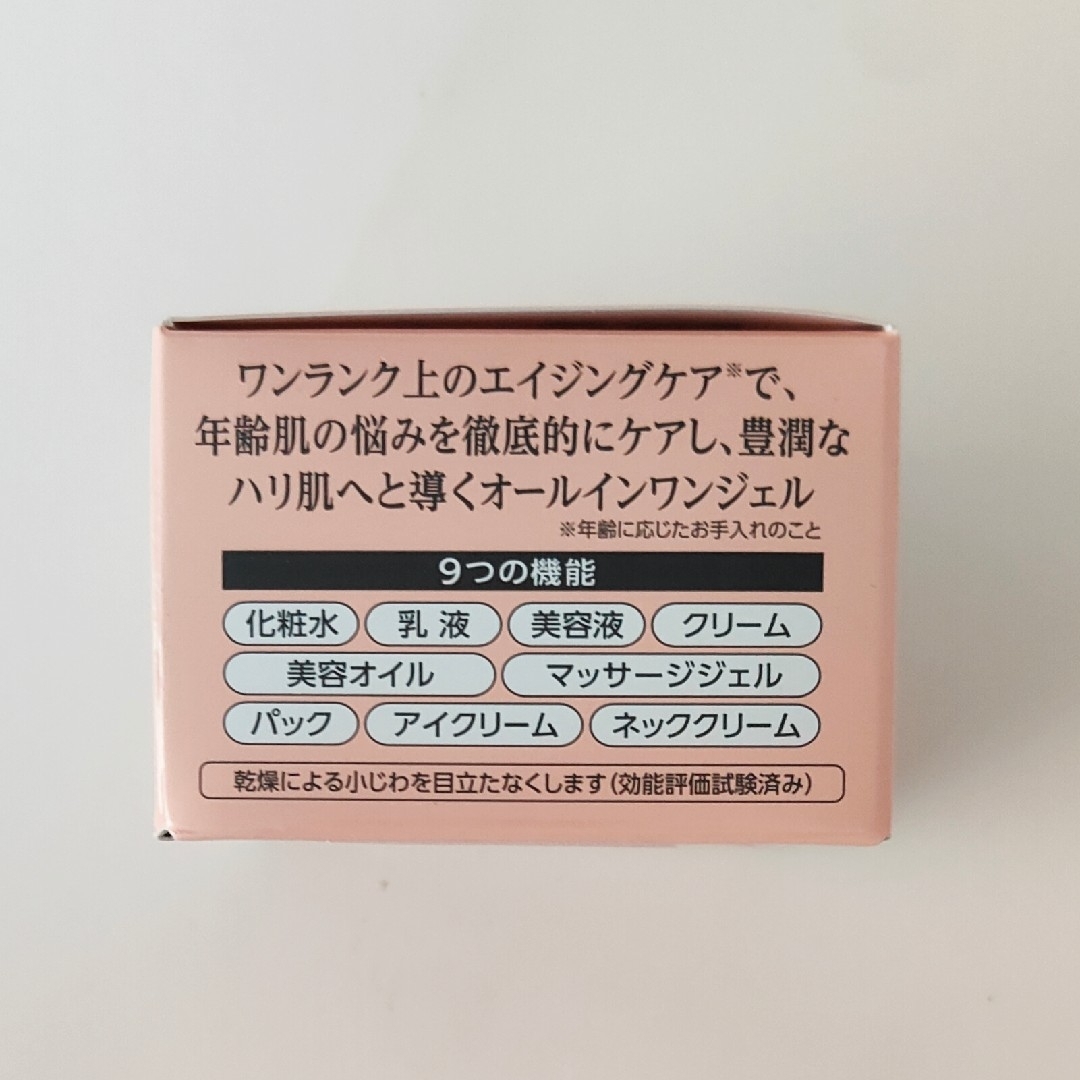 ワンランク上のエイジングケア※で、
年齢肌の悩みを徹底的にケアし、豊潤な
ハリ肌へと導くオールインワンジェル
※年齢に応じたお手入れのこと
9つの機能
化粧水 乳液 美容液 クリーム
美容オイル マッサージジェル
パック アイクリーム ネッククリーム
乾燥による小じわを目立たなくします(効能評価試験済み)